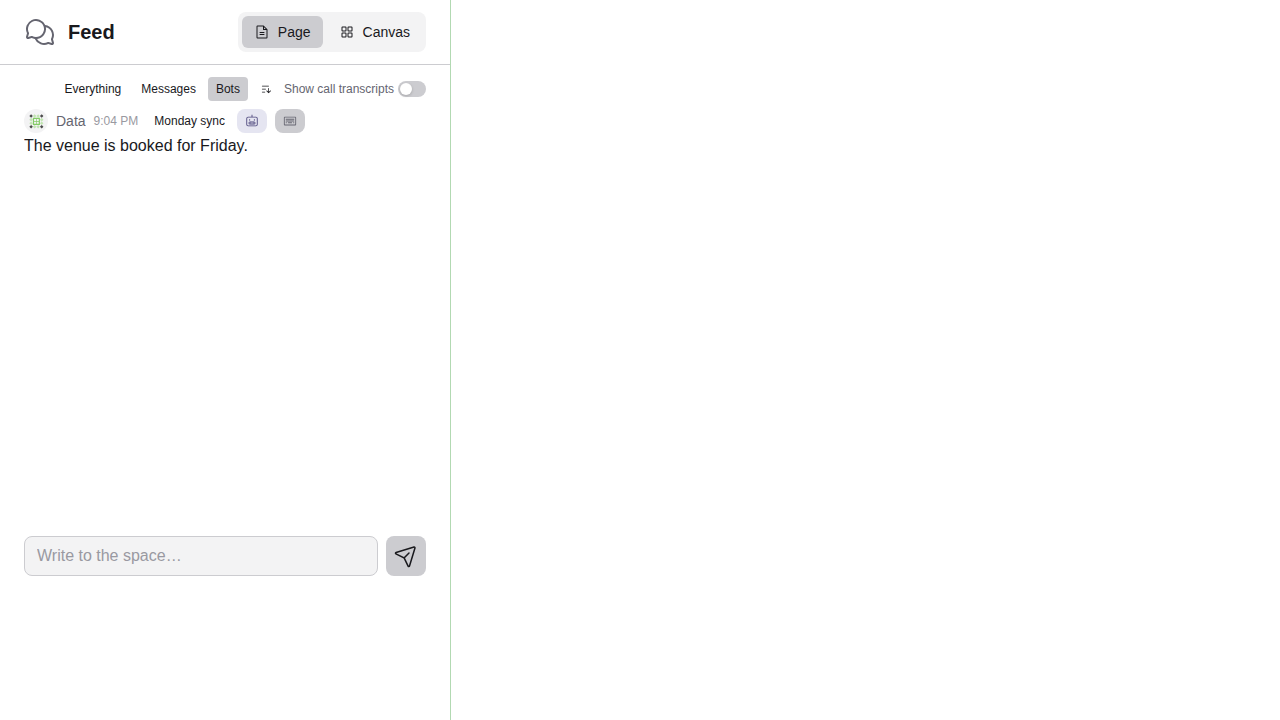 Feed
Page
Canvas
Everything
Messages
Bots
Show call transcripts
Data 9:04 PM Monday sync
The venue is booked for Friday.
Write to the space…